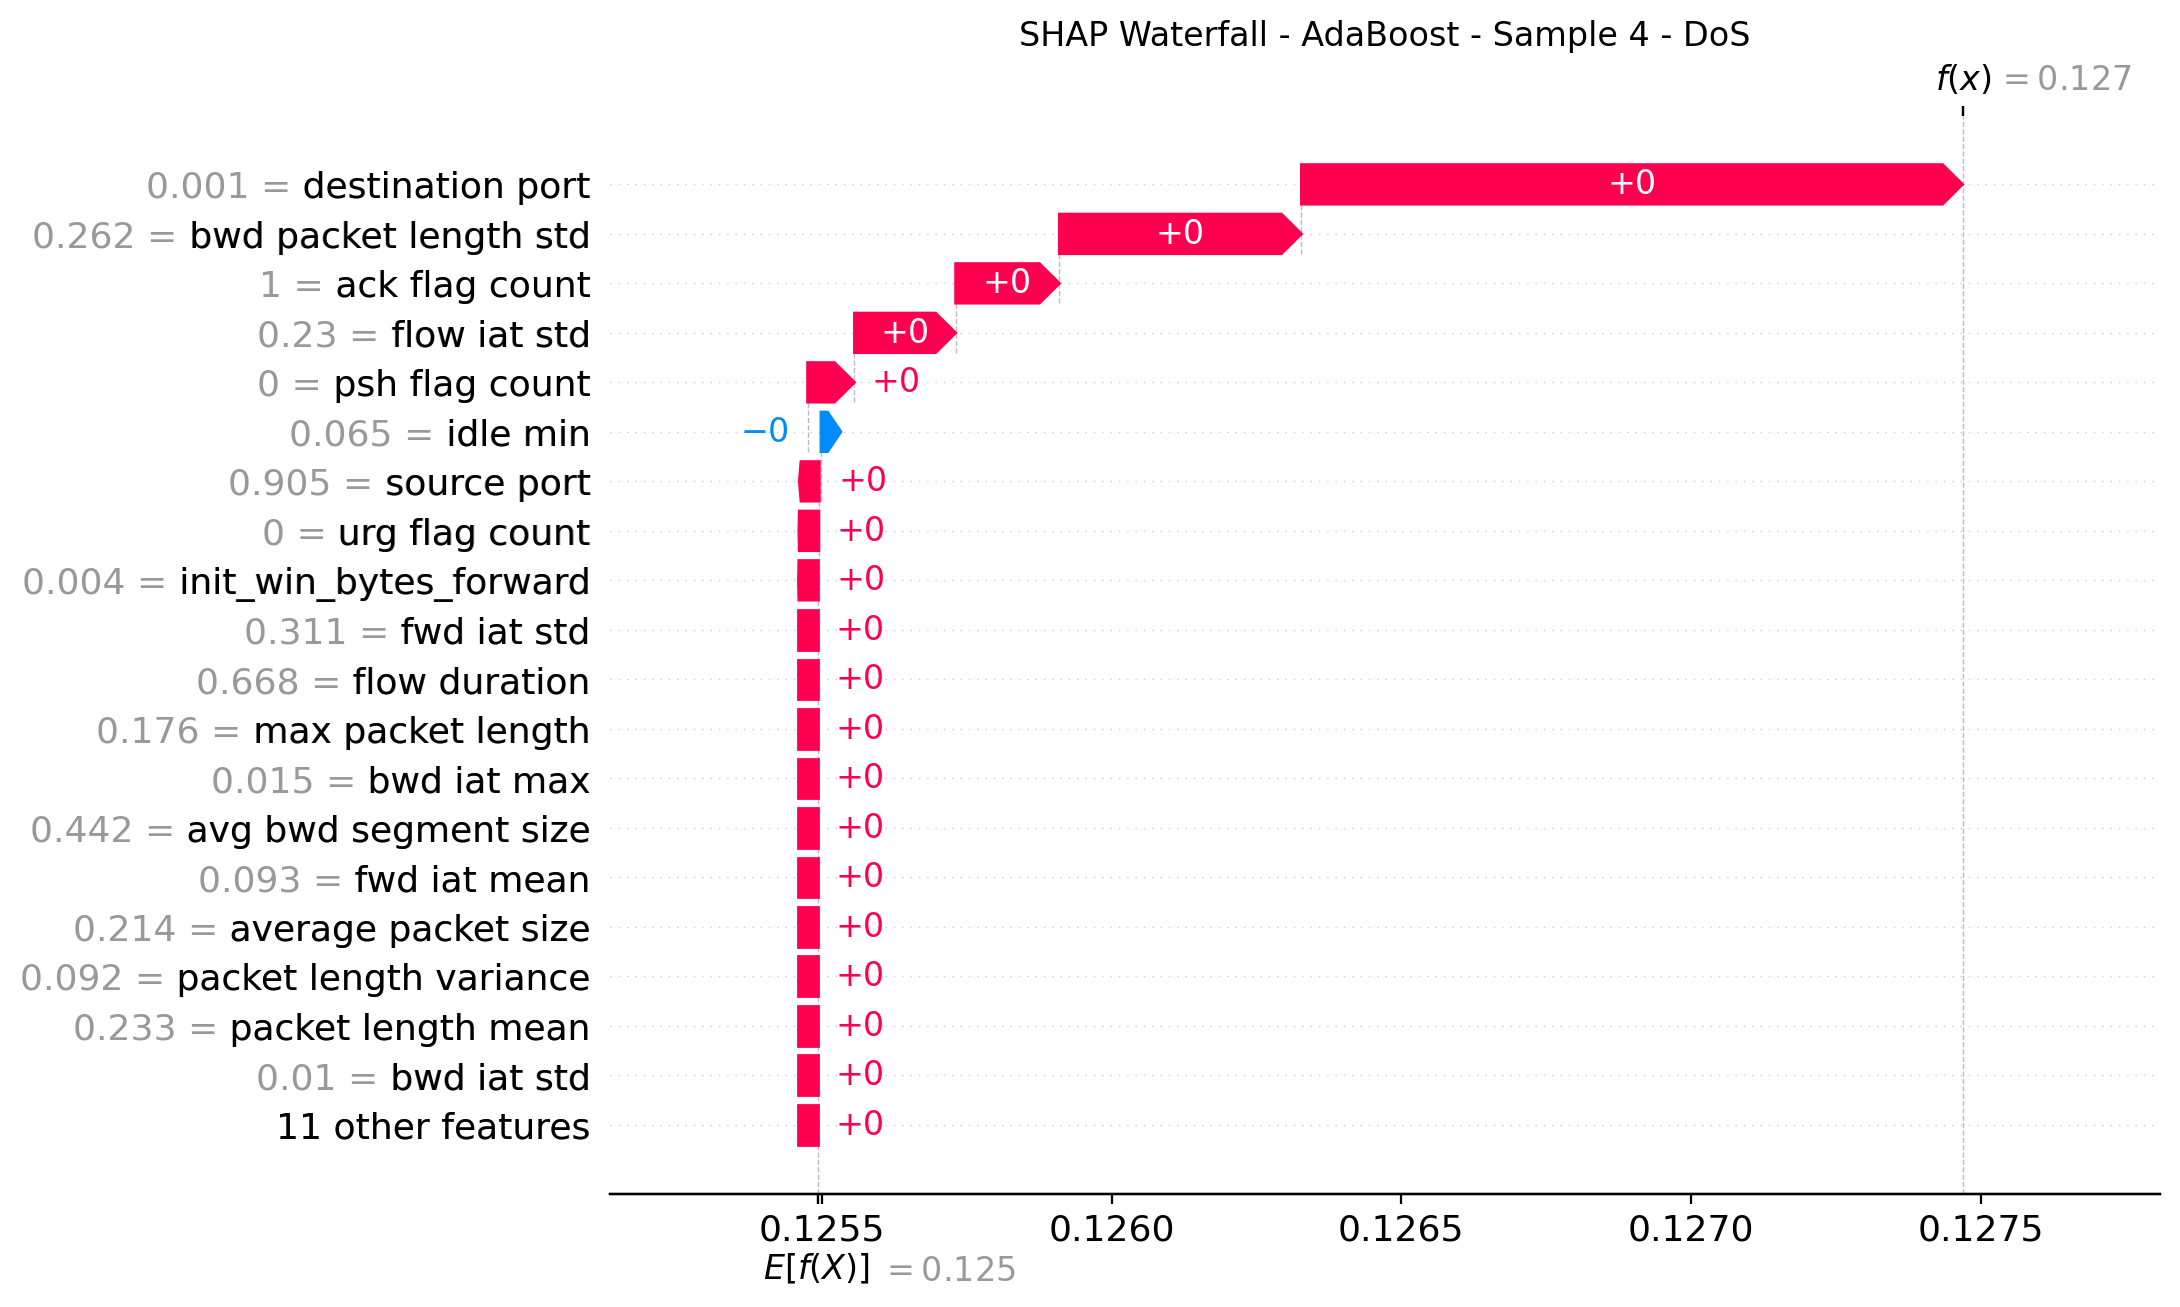 SHAP Waterfall - AdaBoost - Sample 4 - DoS
f(x) = 0.127
0.001 = destination port +0
0.262 = bwd packet length std +0
1 = ack flag count +0
0.23 = flow iat std +0
0 = psh flag count +0
0.065 = idle min −0
0.905 = source port +0
0 = urg flag count +0
0.004 = init_win_bytes_forward +0
0.311 = fwd iat std +0
0.668 = flow duration +0
0.176 = max packet length +0
0.015 = bwd iat max +0
0.442 = avg bwd segment size +0
0.093 = fwd iat mean +0
0.214 = average packet size +0
0.092 = packet length variance +0
0.233 = packet length mean +0
0.01 = bwd iat std +0
11 other features +0
0.1255 0.1260 0.1265 0.1270 0.1275
E[f(X)] = 0.125